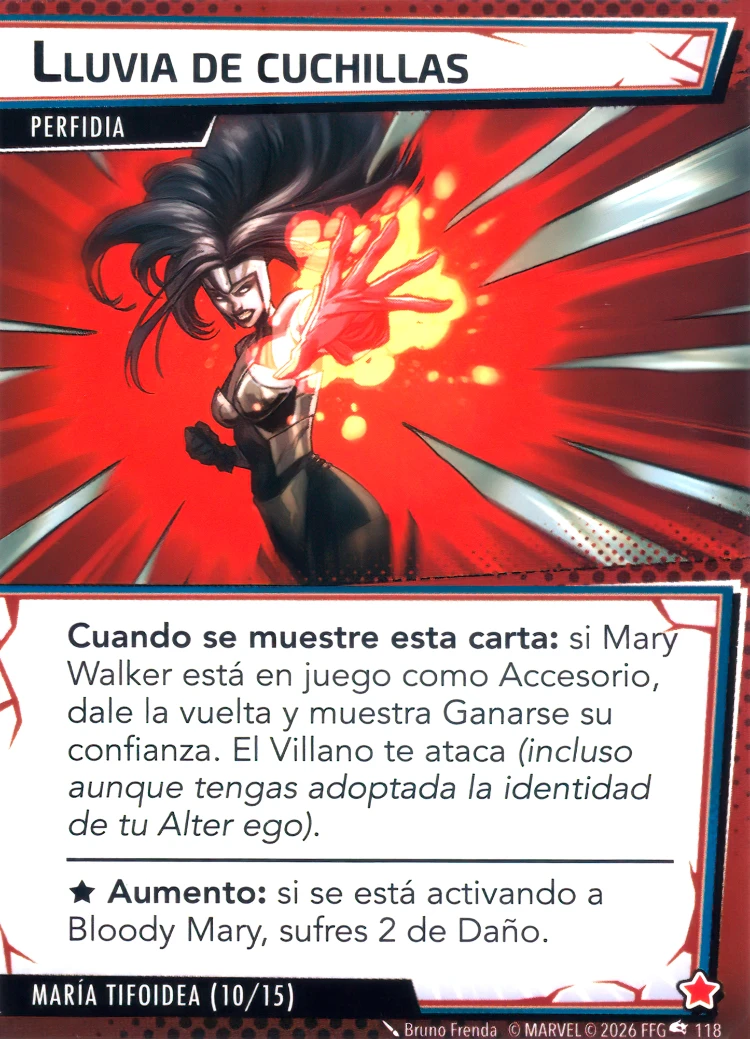 LLUVIA DE CUCHILLAS
PERFIDIA
Cuando se muestre esta carta: si Mary
Walker está en juego como Accesorio,
dale la vuelta y muestra Ganarse su
confianza. El Villano te ataca (incluso
aunque tengas adoptada la identidad
de tu Alter ego).
★ Aumento: si se está activando a
Bloody Mary, sufres 2 de Daño.
MARÍA TIFOIDEA (10/15)
Bruno Frenda © MARVEL © 2026 FFG 118